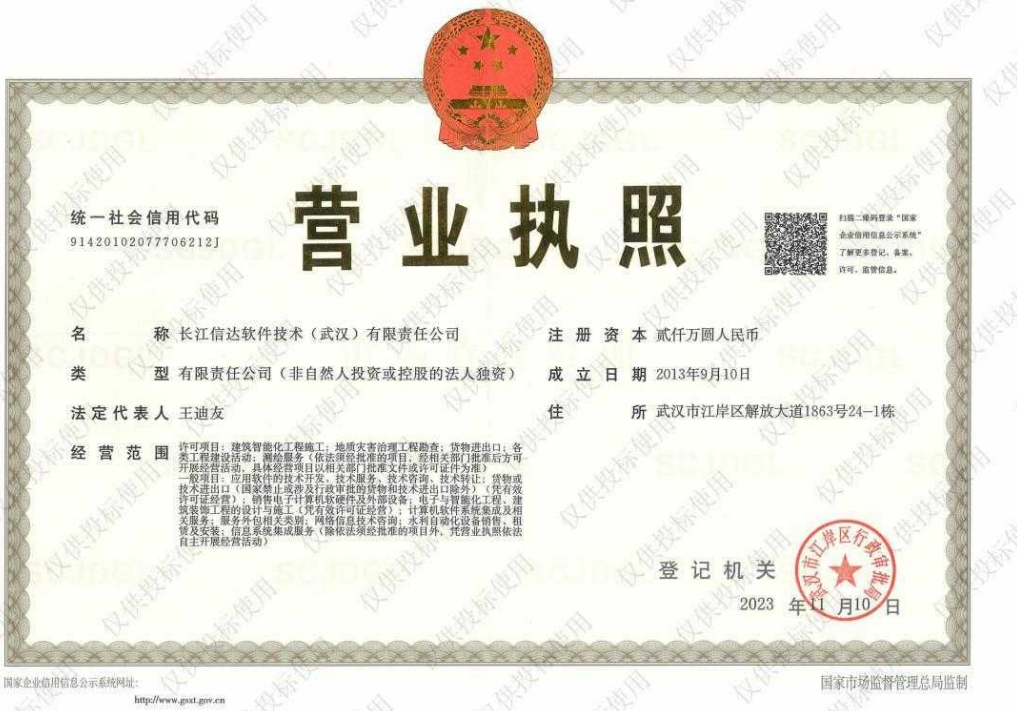 营业执照
统一社会信用代码
91420102077706212J
扫描二维码登录“国家
企业信用信息公示系统”
了解更多登记、备案、
许可、监管信息。
名称 长江信达软件技术（武汉）有限责任公司
类型 有限责任公司（非自然人投资或控股的法人独资）
法定代表人 王迪友
经营范围 许可项目：建筑智能化工程施工；地质灾害治理工程勘查；货物进出口；各
类工程建设活动；测绘服务（依法须经批准的项目，经相关部门批准后方可
开展经营活动，具体经营项目以相关部门批准文件或许可证件为准）
一般项目：应用软件的技术开发、技术服务、技术咨询、技术转让；货物或
技术进出口（国家禁止或涉及行政审批的货物和技术进出口除外）（凭有效
许可证经营）；销售电子计算机软硬件及外部设备；电子与智能化工程、建
筑装饰工程的设计与施工（凭有效许可证经营）；计算机软件系统集成及相
关服务；服务外包相关类别；网络信息技术咨询；水利自动化设备销售、租
赁及安装；信息系统集成服务（除依法须经批准的项目外，凭营业执照依法
自主开展经营活动）
注册资本 贰仟万圆人民币
成立日期 2013年9月10日
住所 武汉市江岸区解放大道1863号24—1栋
登记机关
武汉市江岸区行政审批局
2023 年11 月10 日
国家企业信用信息公示系统网址：
http://www.gsxt.gov.cn
国家市场监督管理总局监制
仅供投标使用
SCJDGL